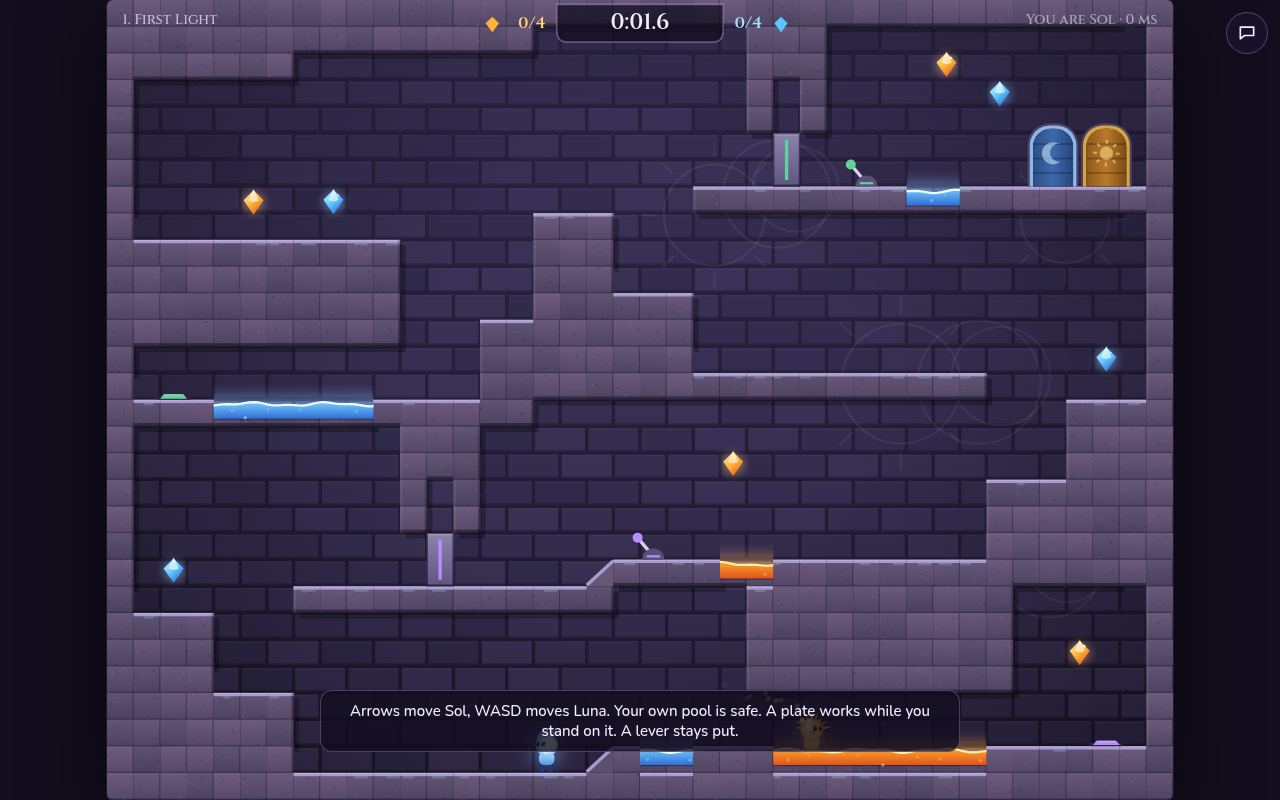 I. First Light
0/4
0:01.6
0/4
You are Sol · 0 ms
Arrows move Sol, WASD moves Luna. Your own pool is safe. A plate works while you
stand on it. A lever stays put.